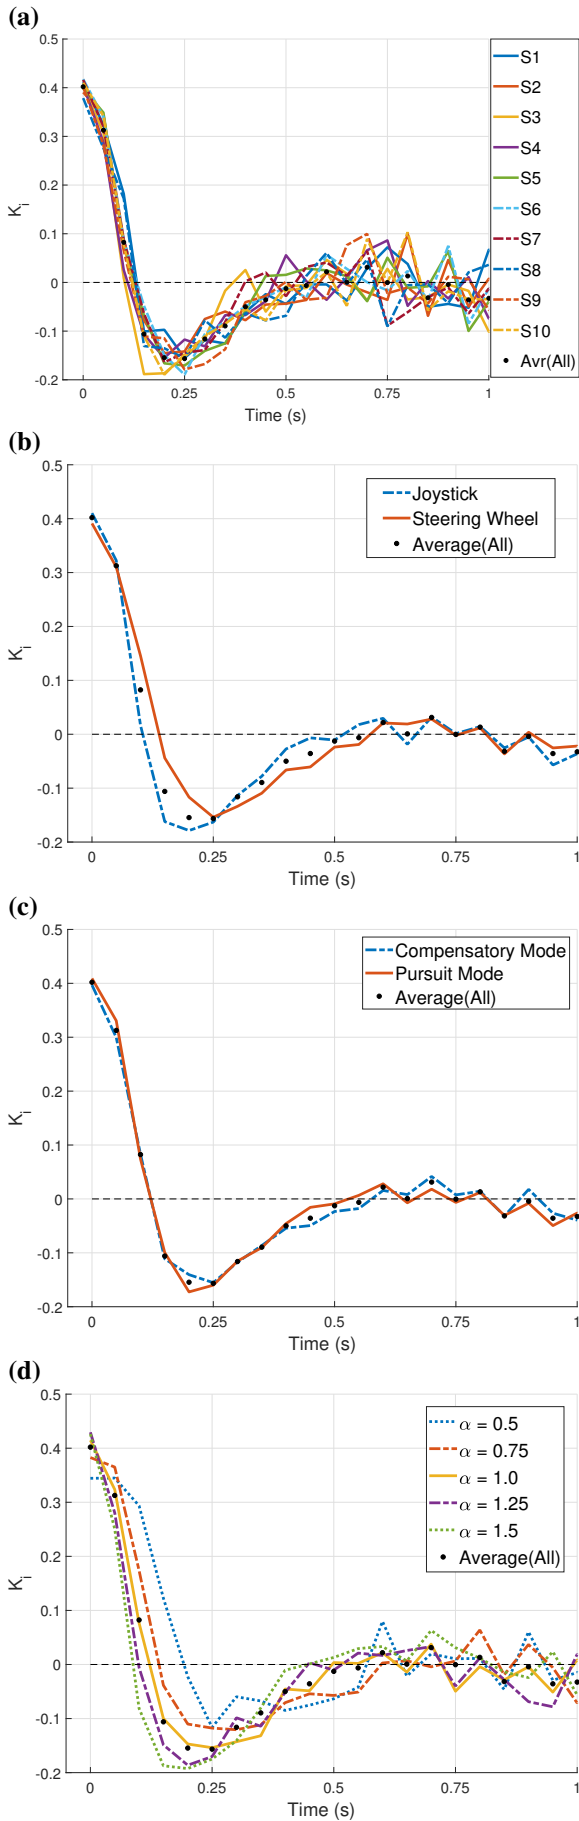 (a)
0.5
0.4
0.3
0.2
0.1
0
-0.1
-0.2
K_i
0
0.25
0.5
0.75
1
Time (s)
S1
S2
S3
S4
S5
S6
S7
S8
S9
S10
Avr(All)
(b)
0.5
0.4
0.3
0.2
0.1
0
-0.1
-0.2
K_i
0
0.25
0.5
0.75
1
Time (s)
Joystick
Steering Wheel
Average(All)
(c)
0.5
0.4
0.3
0.2
0.1
0
-0.1
-0.2
K_i
0
0.25
0.5
0.75
1
Time (s)
Compensatory Mode
Pursuit Mode
Average(All)
(d)
0.5
0.4
0.3
0.2
0.1
0
-0.1
-0.2
K_i
0
0.25
0.5
0.75
1
Time (s)
α = 0.5
α = 0.75
α = 1.0
α = 1.25
α = 1.5
Average(All)